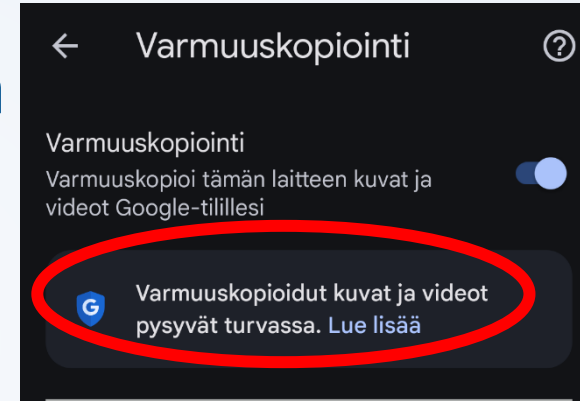 Varmuuskopiointi
Varmuuskopiointi
Varmuuskopioi tämän laitteen kuvat ja
videot Google-tilillesi
G
Varmuuskopioidut kuvat ja videot
pysyvät turvassa. Lue lisää